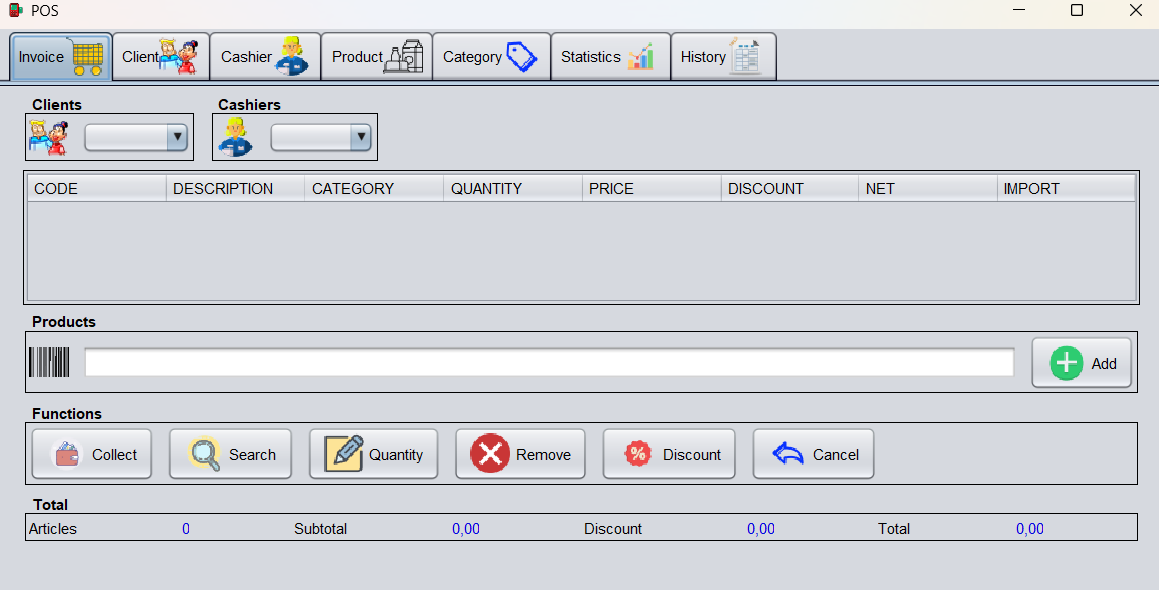 POS
Invoice Client Cashier Product Category Statistics History
Clients Cashiers
CODE DESCRIPTION CATEGORY QUANTITY PRICE DISCOUNT NET IMPORT
Products
Add
Functions
Collect Search Quantity Remove Discount Cancel
Total
Articles 0 Subtotal 0,00 Discount 0,00 Total 0,00